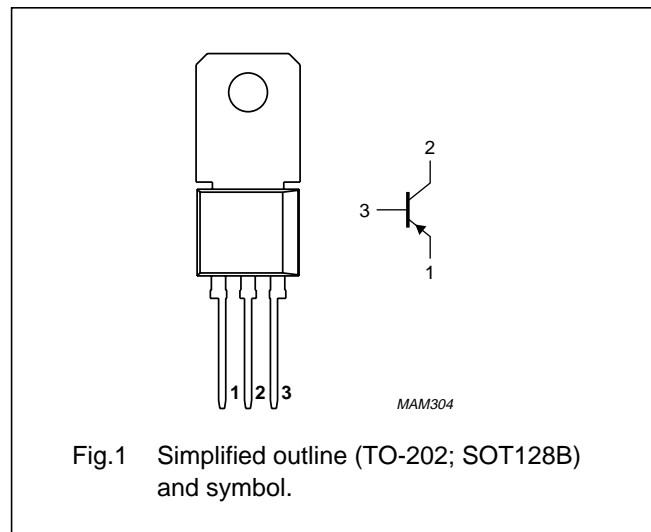 2
3
1
1 2 3
MAM304
Fig.1 Simplified outline (TO-202; SOT128B)
and symbol.